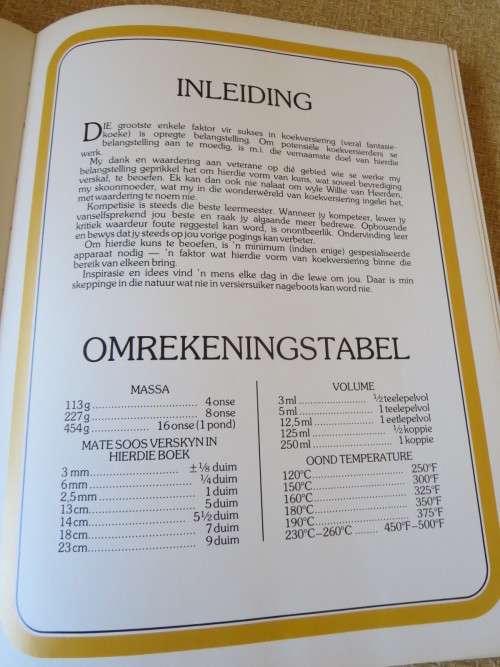 INLEIDING
DIE grootste enkele faktor vir sukses in koekversiering (veral fantasie-
koeke) is opregte belangstelling. Om potensiële koekversierders se
belangstelling aan te moedig, is m.i. die vernaamste doel van hierdie
werk.
My dank en waardering aan veterane op dié gebied wie se werke my
belangstelling geprikkel het om hierdie vorm van kuns, wat soveel bevrediging
verskaf, te beoefen. Ek kan dan ook nie nalaat om wyle Willie van Heerden,
my skoonmoeder, wat my in die wonderwêreld van koekversiering ingelei het,
met waardering te noem nie.
Kompetisie is steeds die beste leermeester. Wanneer jy kompeteer, lewer jy
vanselfsprekend jou beste en raak jy algaande meer bedrewe. Opbouende
kritiek waardeur foute reggestel kan word, is onontbeerlik. Ondervinding leer
en bewys dat jy steeds op jou vorige pogings kan verbeter.
Om hierdie kuns te beoefen, is 'n minimum (indien enige) gespesialiseerde
apparaat nodig — 'n faktor wat hierdie vorm van koekversiering binne die
bereik van elkeen bring.
Inspirasie en idees vind 'n mens elke dag in die lewe om jou. Daar is min
skeppinge in die natuur wat nie in versiersuiker nageboots kan word nie.
OMREKENINGSTABEL
MASSA
113g 4 onse
227g 8 onse
454g 16 onse (1 pond)
MATE SOOS VERSKYN IN
HIERDIE BOEK
3 mm ± ⅛ duim
6 mm ¼ duim
2,5 mm 1 duim
13 cm 5 duim
14 cm 5½ duim
18 cm 7 duim
23 cm 9 duim
VOLUME
3 ml ½ teelepelvol
5 ml 1 teelepelvol
12,5 ml 1 eetlepelvol
125 ml ½ koppie
250 ml 1 koppie
OOND TEMPERATURE
120°C 250°F
150°C 300°F
160°C 325°F
180°C 350°F
190°C 375°F
230°C–260°C 450°F–500°F